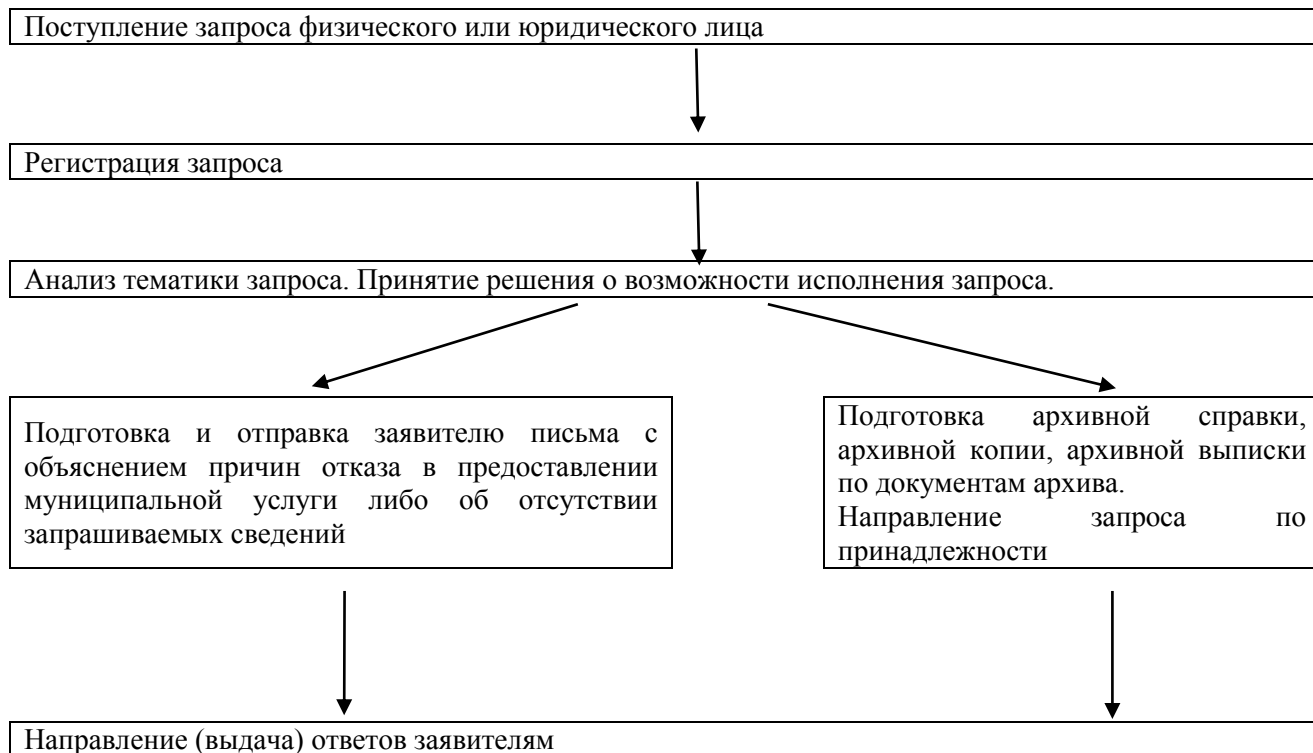 Поступление запроса физического или юридического лица
Регистрация запроса
Анализ тематики запроса. Принятие решения о возможности исполнения запроса.
Подготовка и отправка заявителю письма с
объяснением причин отказа в предоставлении
муниципальной услуги либо об отсутствии
запрашиваемых сведений
Подготовка архивной справки,
архивной копии, архивной выписки
по документам архива.
Направление запроса по
принадлежности
Направление (выдача) ответов заявителям